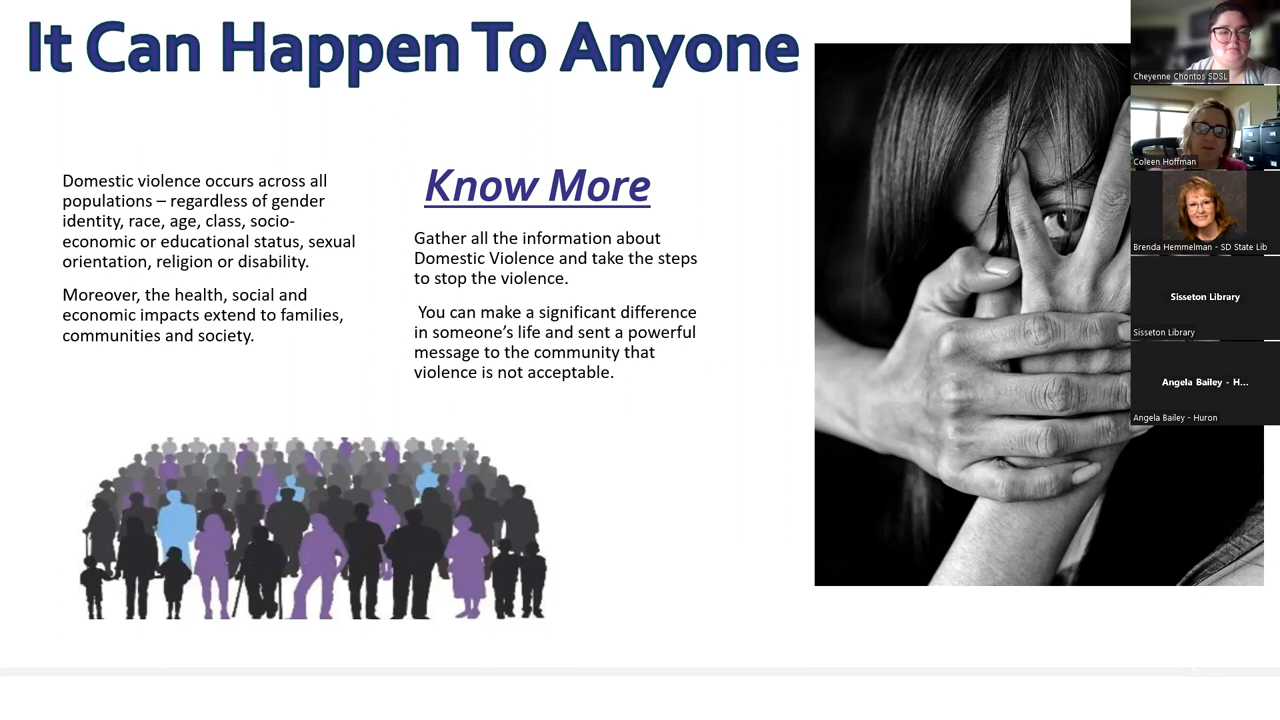 It Can Happen To Anyone
Domestic violence occurs across all
populations – regardless of gender
identity, race, age, class, socio-
economic or educational status, sexual
orientation, religion or disability.
Moreover, the health, social and
economic impacts extend to families,
communities and society.
Know More
Gather all the information about
Domestic Violence and take the steps
to stop the violence.
You can make a significant difference
in someone’s life and sent a powerful
message to the community that
violence is not acceptable.
Cheyenne Chontos SDSL
Coleen Hoffman
Brenda Hemmelman - SD State Lib
Sisseton Library
Sisseton Library
Angela Bailey - H...
Angela Bailey - Huron